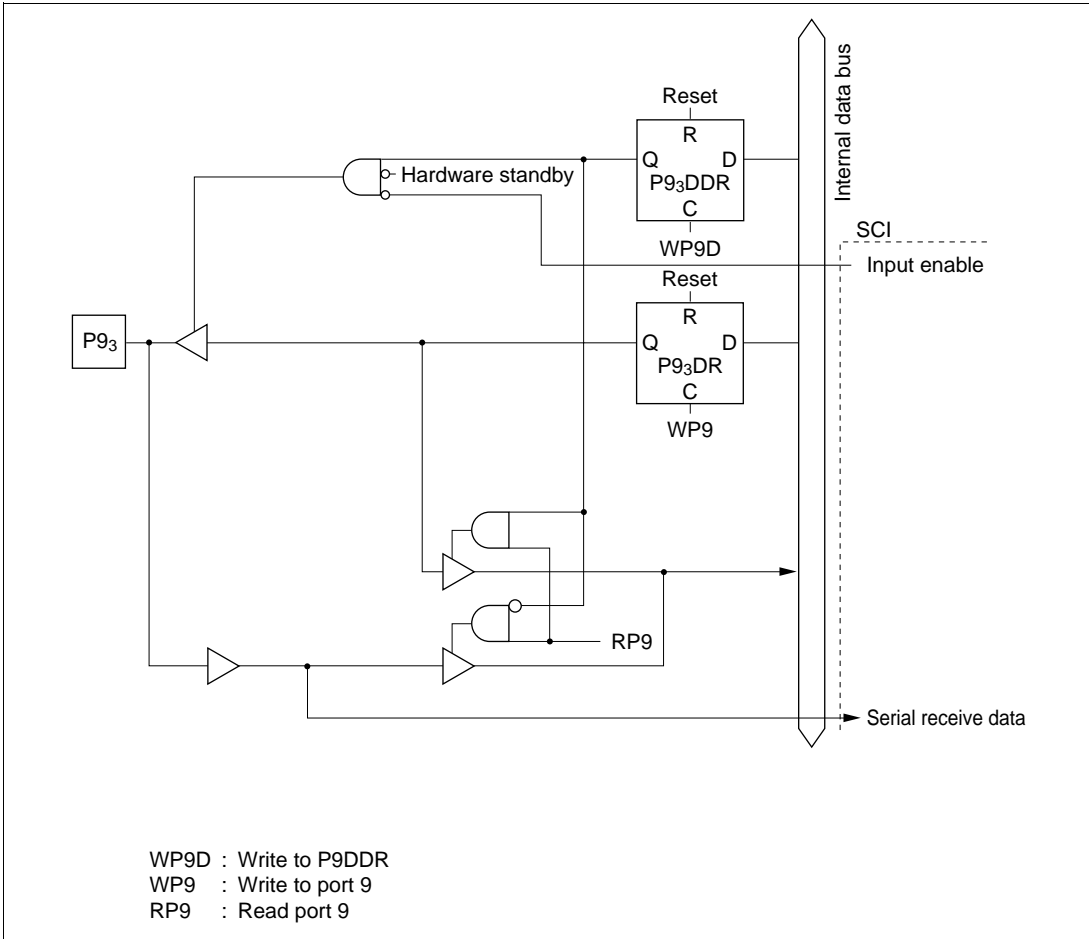 Internal data bus
Reset
R
Q D
P9₃DDR
C
WP9D
Hardware standby
SCI
Input enable
Reset
R
Q D
P9₃DR
C
WP9
P9₃
RP9
Serial receive data
WP9D : Write to P9DDR
WP9 : Write to port 9
RP9 : Read port 9